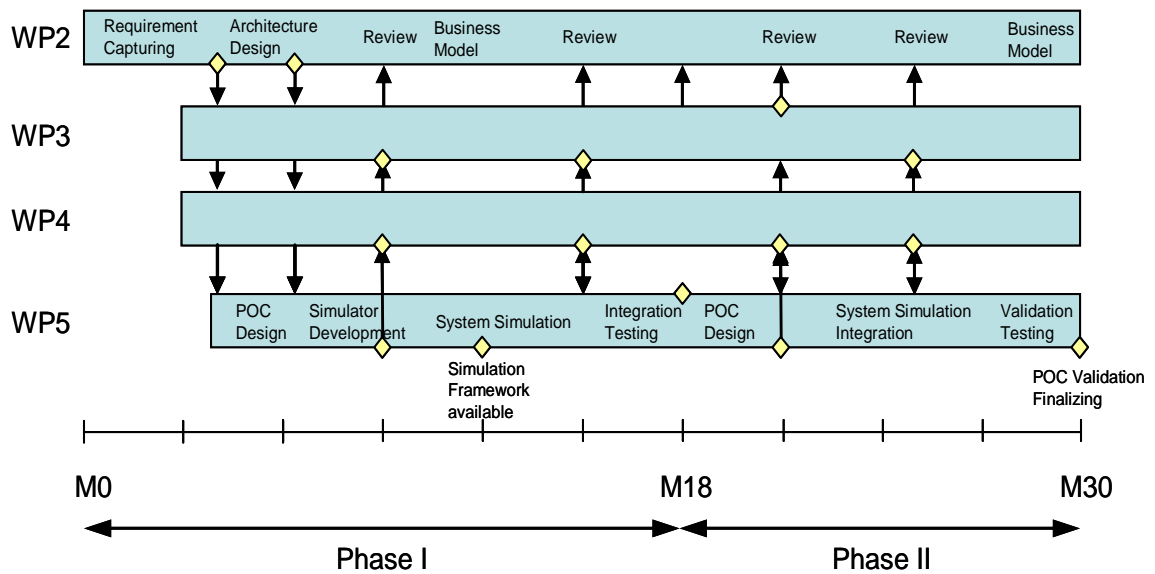 WP2
Requirement
Capturing
Architecture
Design
Review
Business
Model
Review
Review
Review
Business
Model
WP3
WP4
WP5
POC
Design
Simulator
Development
System Simulation
Integration
Testing
POC
Design
System Simulation
Integration
Validation
Testing
Simulation
Framework
available
POC Validation
Finalizing
M0
M18
M30
Phase I
Phase II